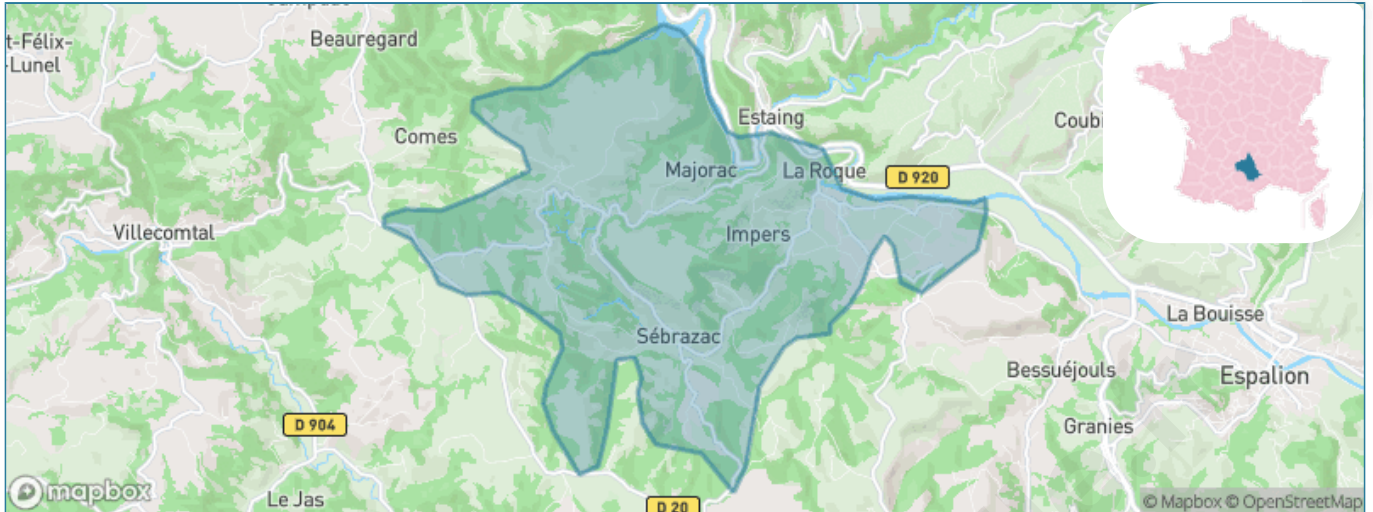 t-Félix-
-Lunel
Beauregard
Comes
Estaing
Coubi
Majorac
La Roque
D 920
Villecomtal
Impers
Sébrazac
La Bouisse
Bessuéjouls
Espalion
D 904
Granies
Le Jas
D 20
mapbox
© Mapbox © OpenStreetMap